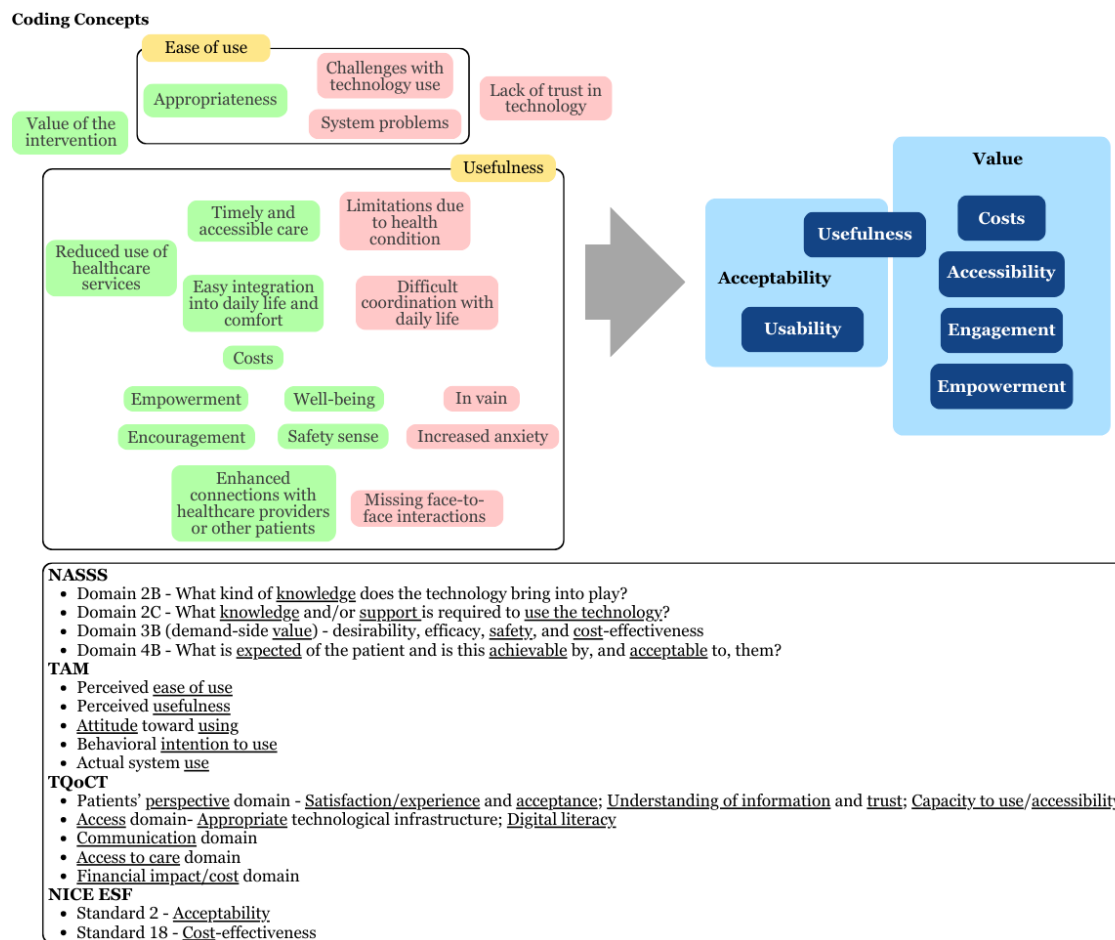 Coding Concepts
Ease of use
Appropriateness
Challenges with
technology use
System problems
Lack of trust in
technology
Value of the
intervention
Usefulness
Timely and
accessible care
Limitations due
to health
condition
Reduced use of
healthcare
services
Easy integration
into daily life and
comfort
Difficult
coordination with
daily life
Costs
Empowerment
Well-being
In vain
Encouragement
Safety sense
Increased anxiety
Enhanced
connections with
healthcare providers
or other patients
Missing face-to-
face interactions
Acceptability
Usefulness
Usability
Value
Costs
Accessibility
Engagement
Empowerment
NASSS
• Domain 2B - What kind of knowledge does the technology bring into play?
• Domain 2C - What knowledge and/or support is required to use the technology?
• Domain 3B (demand-side value) - desirability, efficacy, safety, and cost-effectiveness
• Domain 4B - What is expected of the patient and is this achievable by, and acceptable to, them?
TAM
• Perceived ease of use
• Perceived usefulness
• Attitude toward using
• Behavioral intention to use
• Actual system use
TQoCT
• Patients' perspective domain - Satisfaction/experience and acceptance; Understanding of information and trust; Capacity to use/accessibility
• Access domain- Appropriate technological infrastructure; Digital literacy
• Communication domain
• Access to care domain
• Financial impact/cost domain
NICE ESF
• Standard 2 - Acceptability
• Standard 18 - Cost-effectiveness